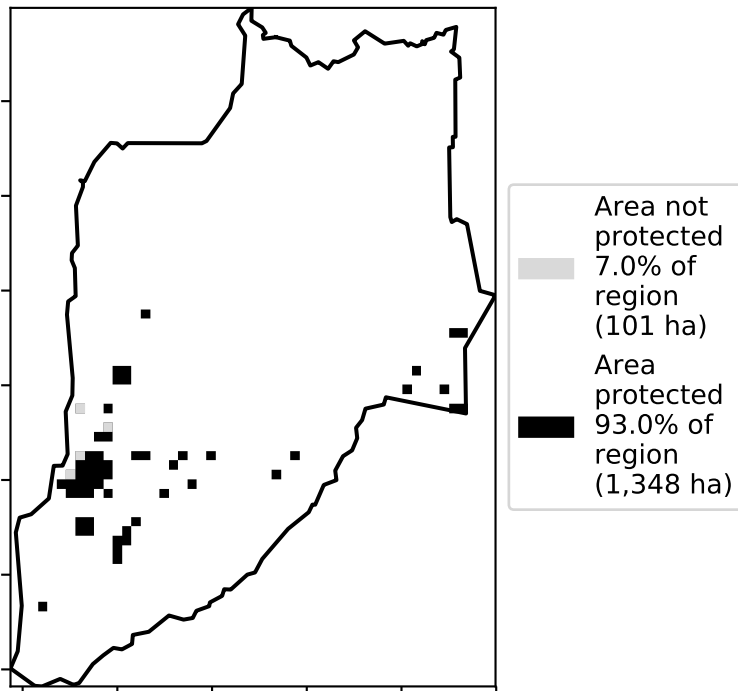 Area not
protected
7.0% of
region
(101 ha)
Area
protected
93.0% of
region
(1,348 ha)